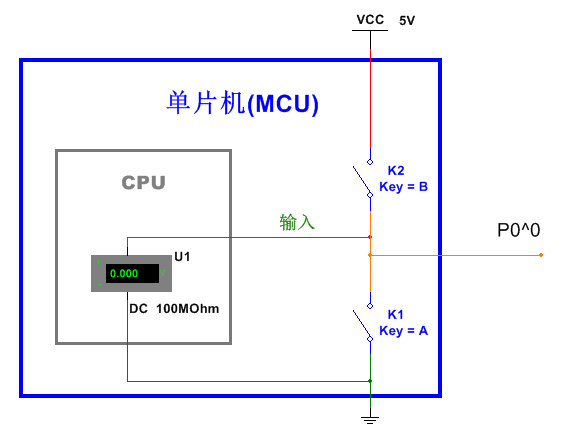 VCC 5V
单片机(MCU)
CPU
K2
Key = B
输入
P0^0
U1
0.000
DC 100MOhm
K1
Key = A